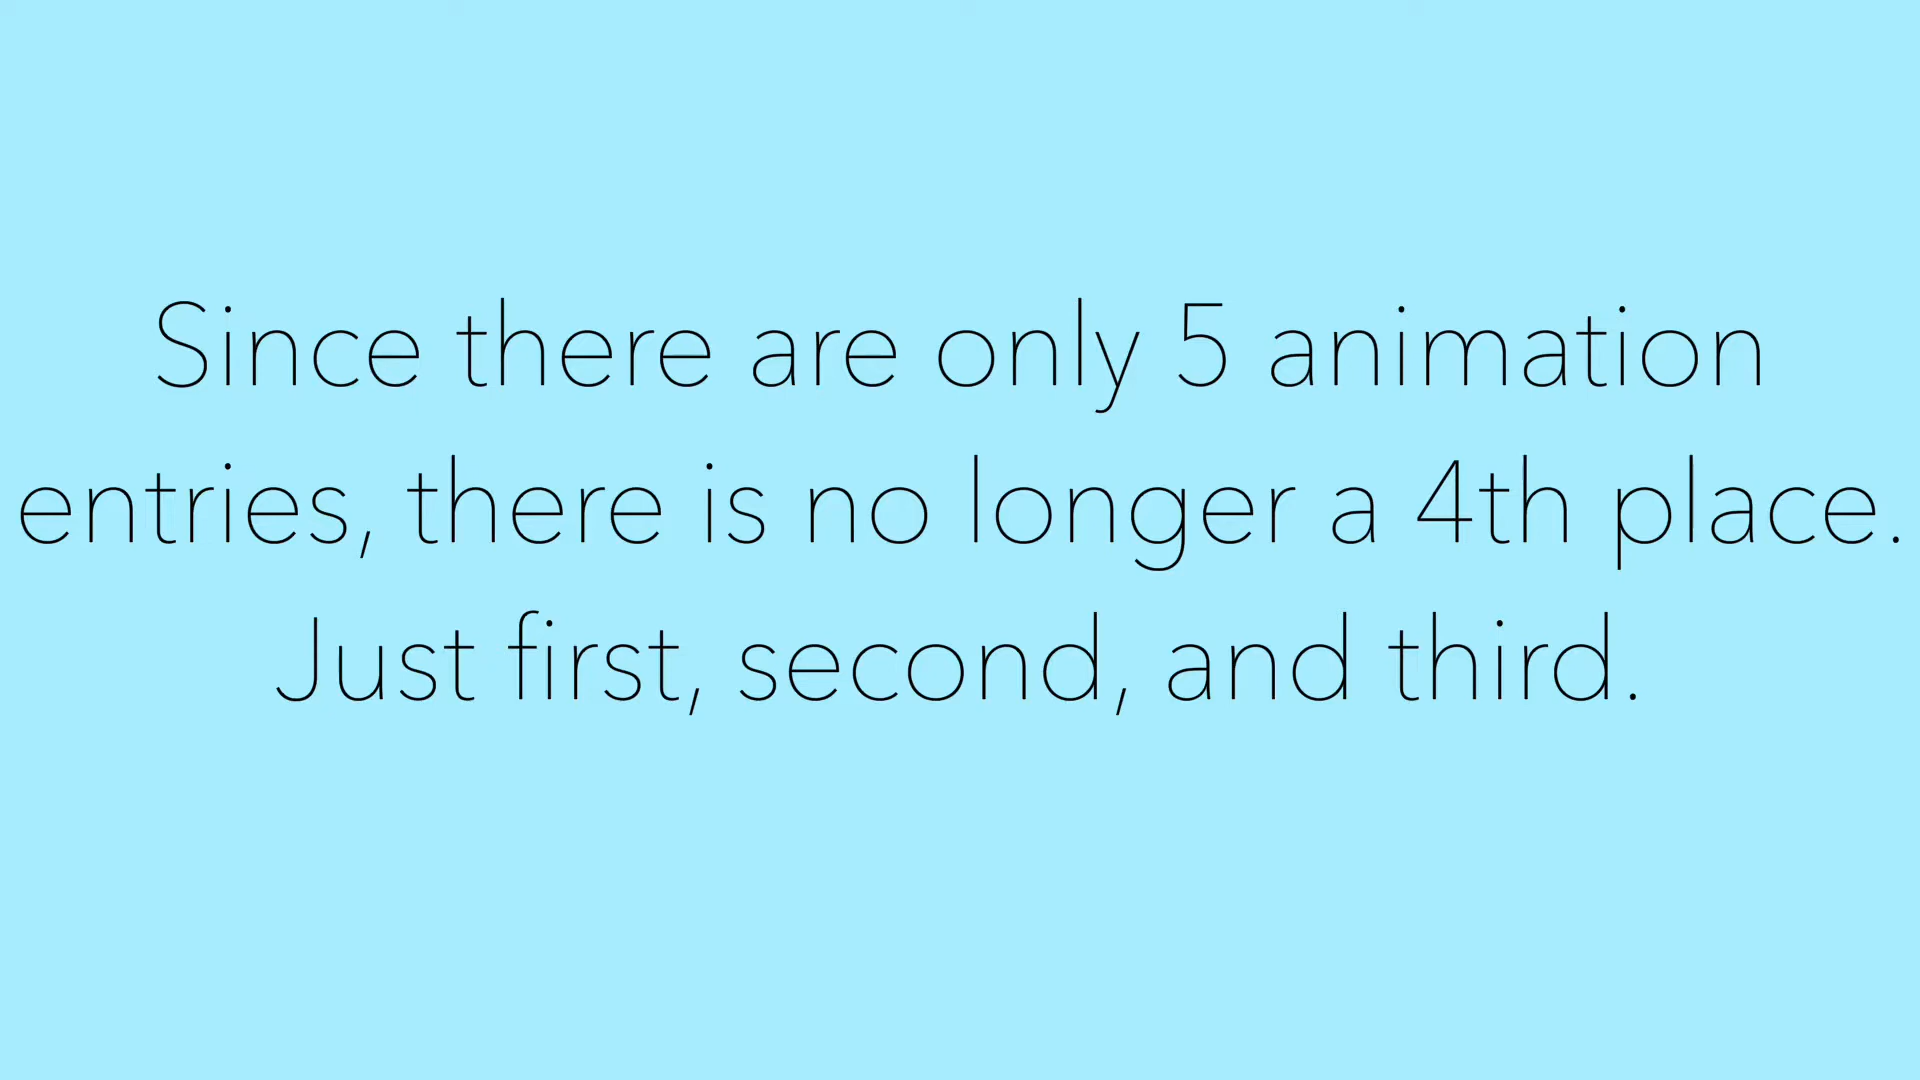 Since there are only 5 animation
entries, there is no longer a 4th place.
Just first, second, and third.